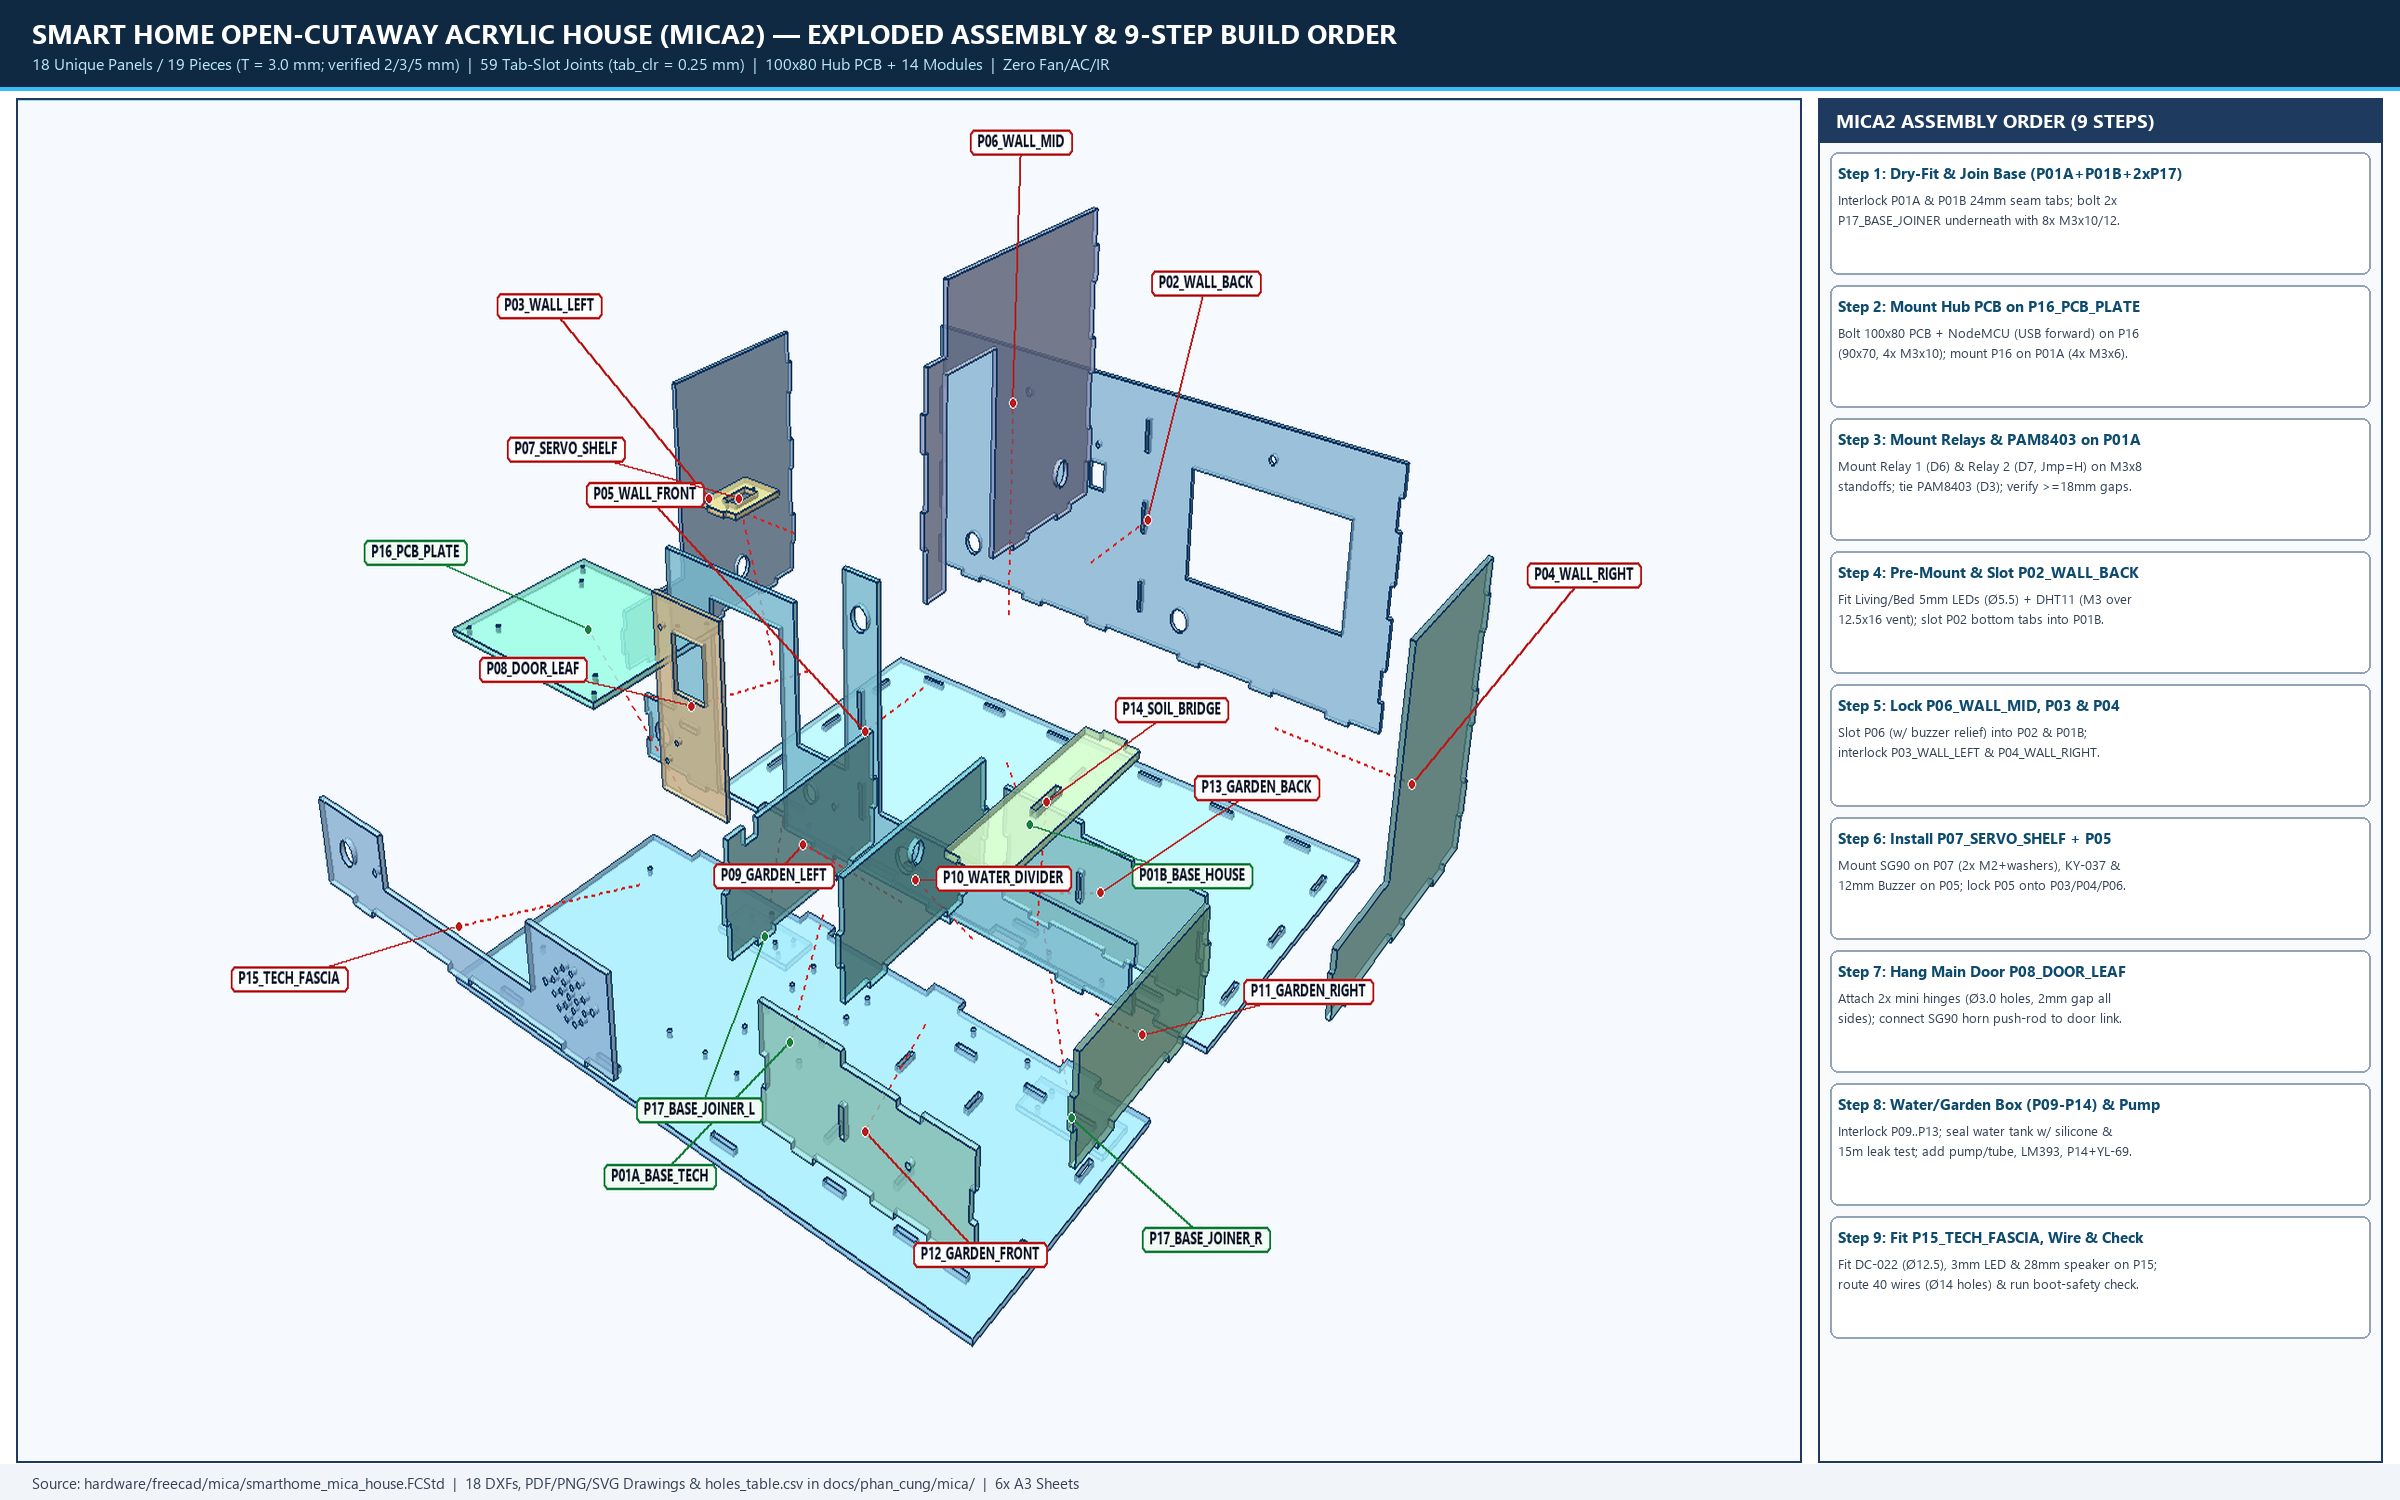 SMART HOME OPEN-CUTAWAY ACRYLIC HOUSE (MICA2) — EXPLODED ASSEMBLY & 9-STEP BUILD ORDER
18 Unique Panels / 19 Pieces (T = 3.0 mm; verified 2/3/5 mm) | 59 Tab-Slot Joints (tab_clr = 0.25 mm) | 100x80 Hub PCB + 14 Modules | Zero Fan/AC/IR
P06_WALL_MID
P02_WALL_BACK
P03_WALL_LEFT
P07_SERVO_SHELF
P05_WALL_FRONT
P16_PCB_PLATE
P04_WALL_RIGHT
P08_DOOR_LEAF
P14_SOIL_BRIDGE
P13_GARDEN_BACK
P09_GARDEN_LEFT
P10_WATER_DIVIDER
P01B_BASE_HOUSE
P15_TECH_FASCIA
P11_GARDEN_RIGHT
P17_BASE_JOINER_L
P01A_BASE_TECH
P12_GARDEN_FRONT
P17_BASE_JOINER_R
MICA2 ASSEMBLY ORDER (9 STEPS)
Step 1: Dry-Fit & Join Base (P01A+P01B+2xP17)
Interlock P01A & P01B 24mm seam tabs; bolt 2x
P17_BASE_JOINER underneath with 8x M3x10/12.
Step 2: Mount Hub PCB on P16_PCB_PLATE
Bolt 100x80 PCB + NodeMCU (USB forward) on P16
(90x70, 4x M3x10); mount P16 on P01A (4x M3x6).
Step 3: Mount Relays & PAM8403 on P01A
Mount Relay 1 (D6) & Relay 2 (D7, Jmp=H) on M3x8
standoffs; tie PAM8403 (D3); verify >=18mm gaps.
Step 4: Pre-Mount & Slot P02_WALL_BACK
Fit Living/Bed 5mm LEDs (Ø5.5) + DHT11 (M3 over
12.5x16 vent); slot P02 bottom tabs into P01B.
Step 5: Lock P06_WALL_MID, P03 & P04
Slot P06 (w/ buzzer relief) into P02 & P01B;
interlock P03_WALL_LEFT & P04_WALL_RIGHT.
Step 6: Install P07_SERVO_SHELF + P05
Mount SG90 on P07 (2x M2+washers), KY-037 &
12mm Buzzer on P05; lock P05 onto P03/P04/P06.
Step 7: Hang Main Door P08_DOOR_LEAF
Attach 2x mini hinges (Ø3.0 holes, 2mm gap all
sides); connect SG90 horn push-rod to door link.
Step 8: Water/Garden Box (P09-P14) & Pump
Interlock P09..P13; seal water tank w/ silicone &
15m leak test; add pump/tube, LM393, P14+YL-69.
Step 9: Fit P15_TECH_FASCIA, Wire & Check
Fit DC-022 (Ø12.5), 3mm LED & 28mm speaker on P15;
route 40 wires (Ø14 holes) & run boot-safety check.
Source: hardware/freecad/mica/smarthome_mica_house.FCStd | 18 DXFs, PDF/PNG/SVG Drawings & holes_table.csv in docs/phan_cung/mica/ | 6x A3 Sheets